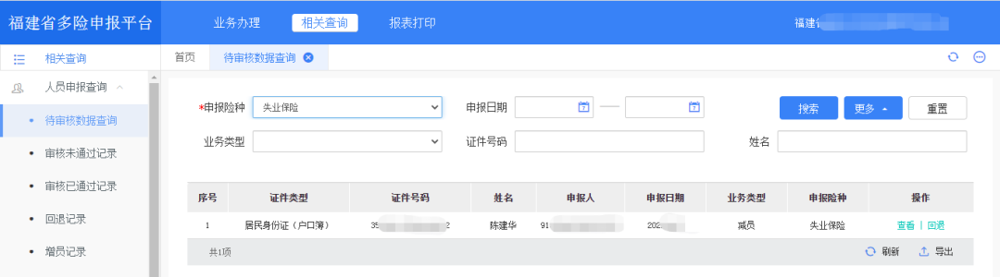 福建省多险申报平台 业务办理 相关查询 报表打印 福建省
相关查询 首页 待审核数据查询
人员申报查询
待审核数据查询
审核未通过记录
审核已通过记录
回退记录
增员记录
*申报险种 失业保险 申报日期 搜索 更多 重置
业务类型 证件号码 姓名
序号 证件类型 证件号码 姓名 申报人 申报日期 业务类型 申报险种 操作
1 居民身份证（户口簿） 35 2 陈建华 91 202 减员 失业保险 查看 | 回退
共1项 刷新 导出